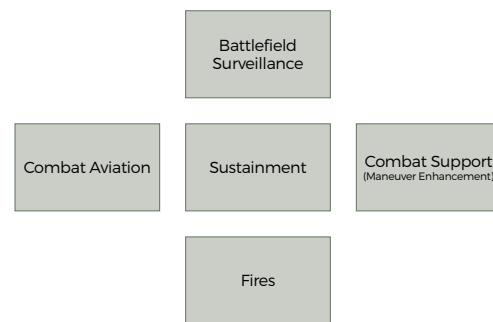 Battlefield
Surveillance
Combat Aviation
Sustainment
Combat Support
(Maneuver Enhancement)
Fires